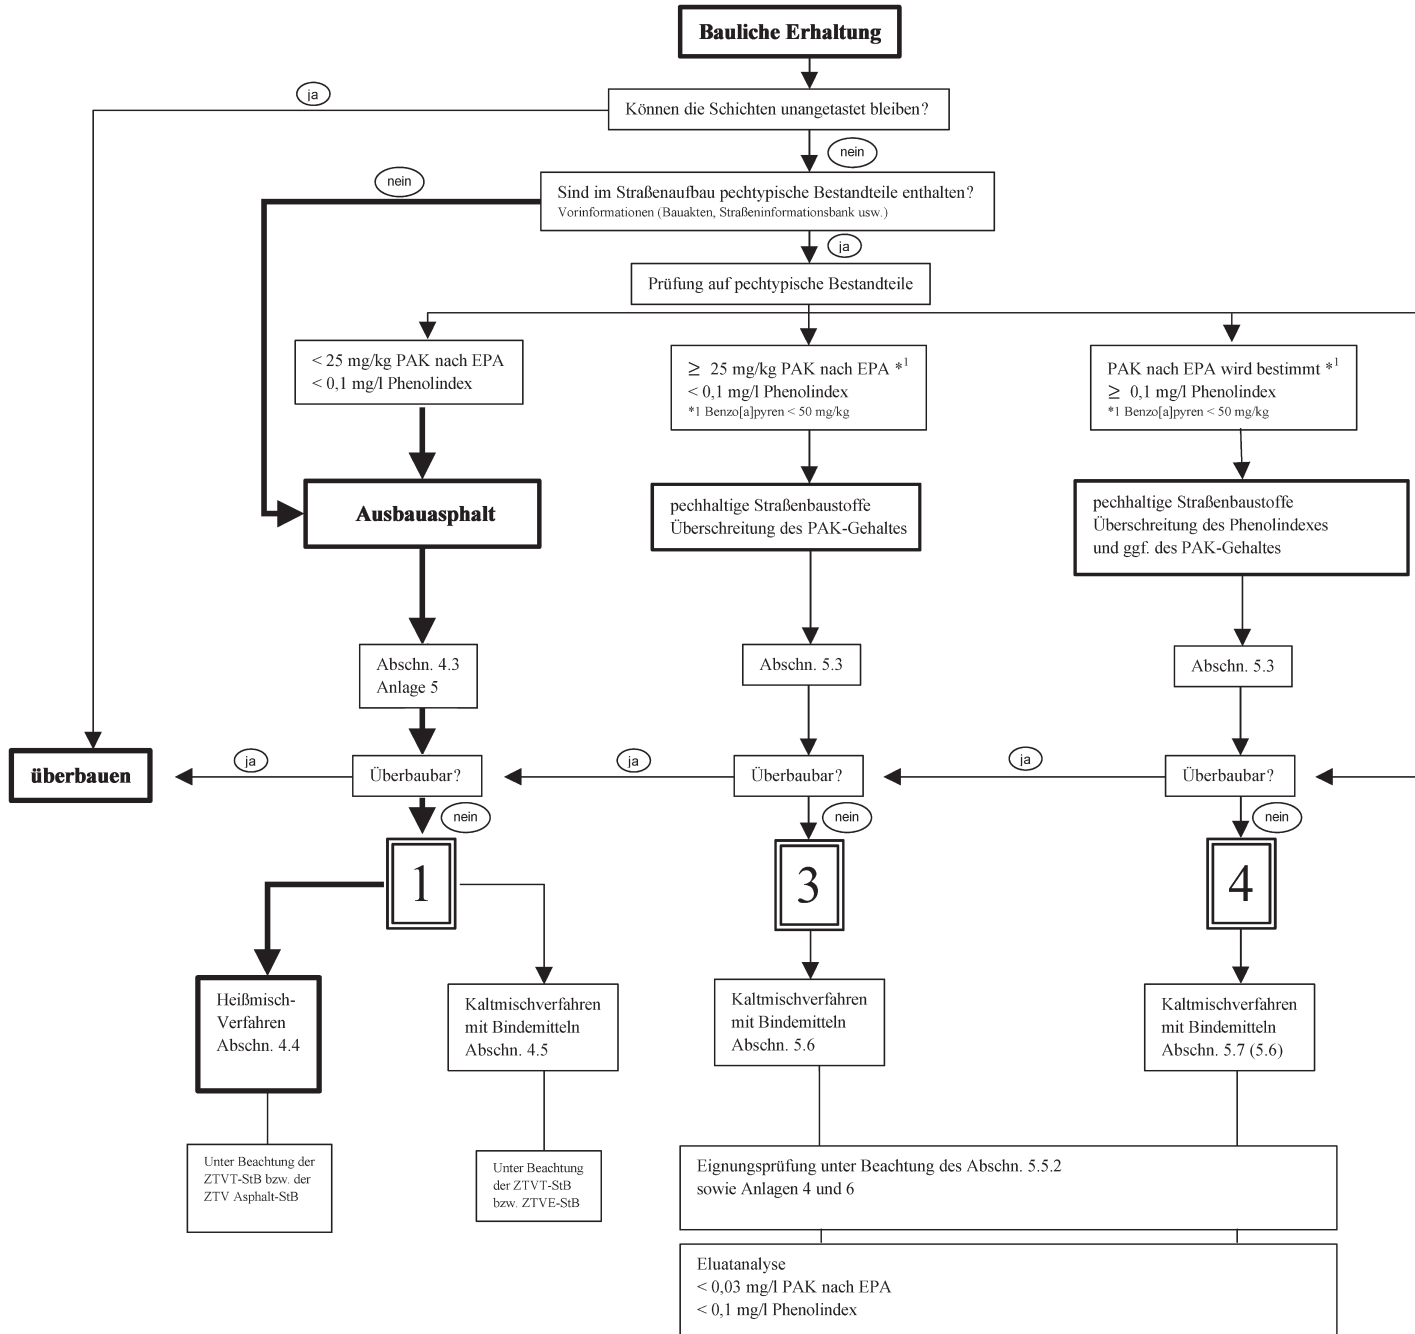 Bauliche Erhaltung
ja
Können die Schichten unangetastet bleiben?
nein
nein
Sind im Straßenaufbau pechtypische Bestandteile enthalten?
Vorinformationen (Bauakten, Straßeninformationsbank usw.)
ja
Prüfung auf pechtypische Bestandteile
< 25 mg/kg PAK nach EPA
< 0,1 mg/l Phenolindex
≥ 25 mg/kg PAK nach EPA *1
< 0,1 mg/l Phenolindex
*1 Benzo[a]pyren < 50 mg/kg
PAK nach EPA wird bestimmt *1
≥ 0,1 mg/l Phenolindex
*1 Benzo[a]pyren < 50 mg/kg
Ausbauasphalt
pechhaltige Straßenbaustoffe
Überschreitung des PAK-Gehaltes
pechhaltige Straßenbaustoffe
Überschreitung des Phenolindexes
und ggf. des PAK-Gehaltes
Abschn. 4.3
Anlage 5
Abschn. 5.3
Abschn. 5.3
überbauen
ja
Überbaubar?
ja
Überbaubar?
ja
Überbaubar?
nein
nein
nein
1
3
4
Heißmisch-
Verfahren
Abschn. 4.4
Kaltmischverfahren
mit Bindemitteln
Abschn. 4.5
Kaltmischverfahren
mit Bindemitteln
Abschn. 5.6
Kaltmischverfahren
mit Bindemitteln
Abschn. 5.7 (5.6)
Unter Beachtung der
ZTVT-StB bzw. der
ZTV Asphalt-StB
Unter Beachtung
der ZTVT-StB
bzw. ZTVE-StB
Eignungsprüfung unter Beachtung des Abschn. 5.5.2
sowie Anlagen 4 und 6
Eluatanalyse
< 0,03 mg/l PAK nach EPA
< 0,1 mg/l Phenolindex